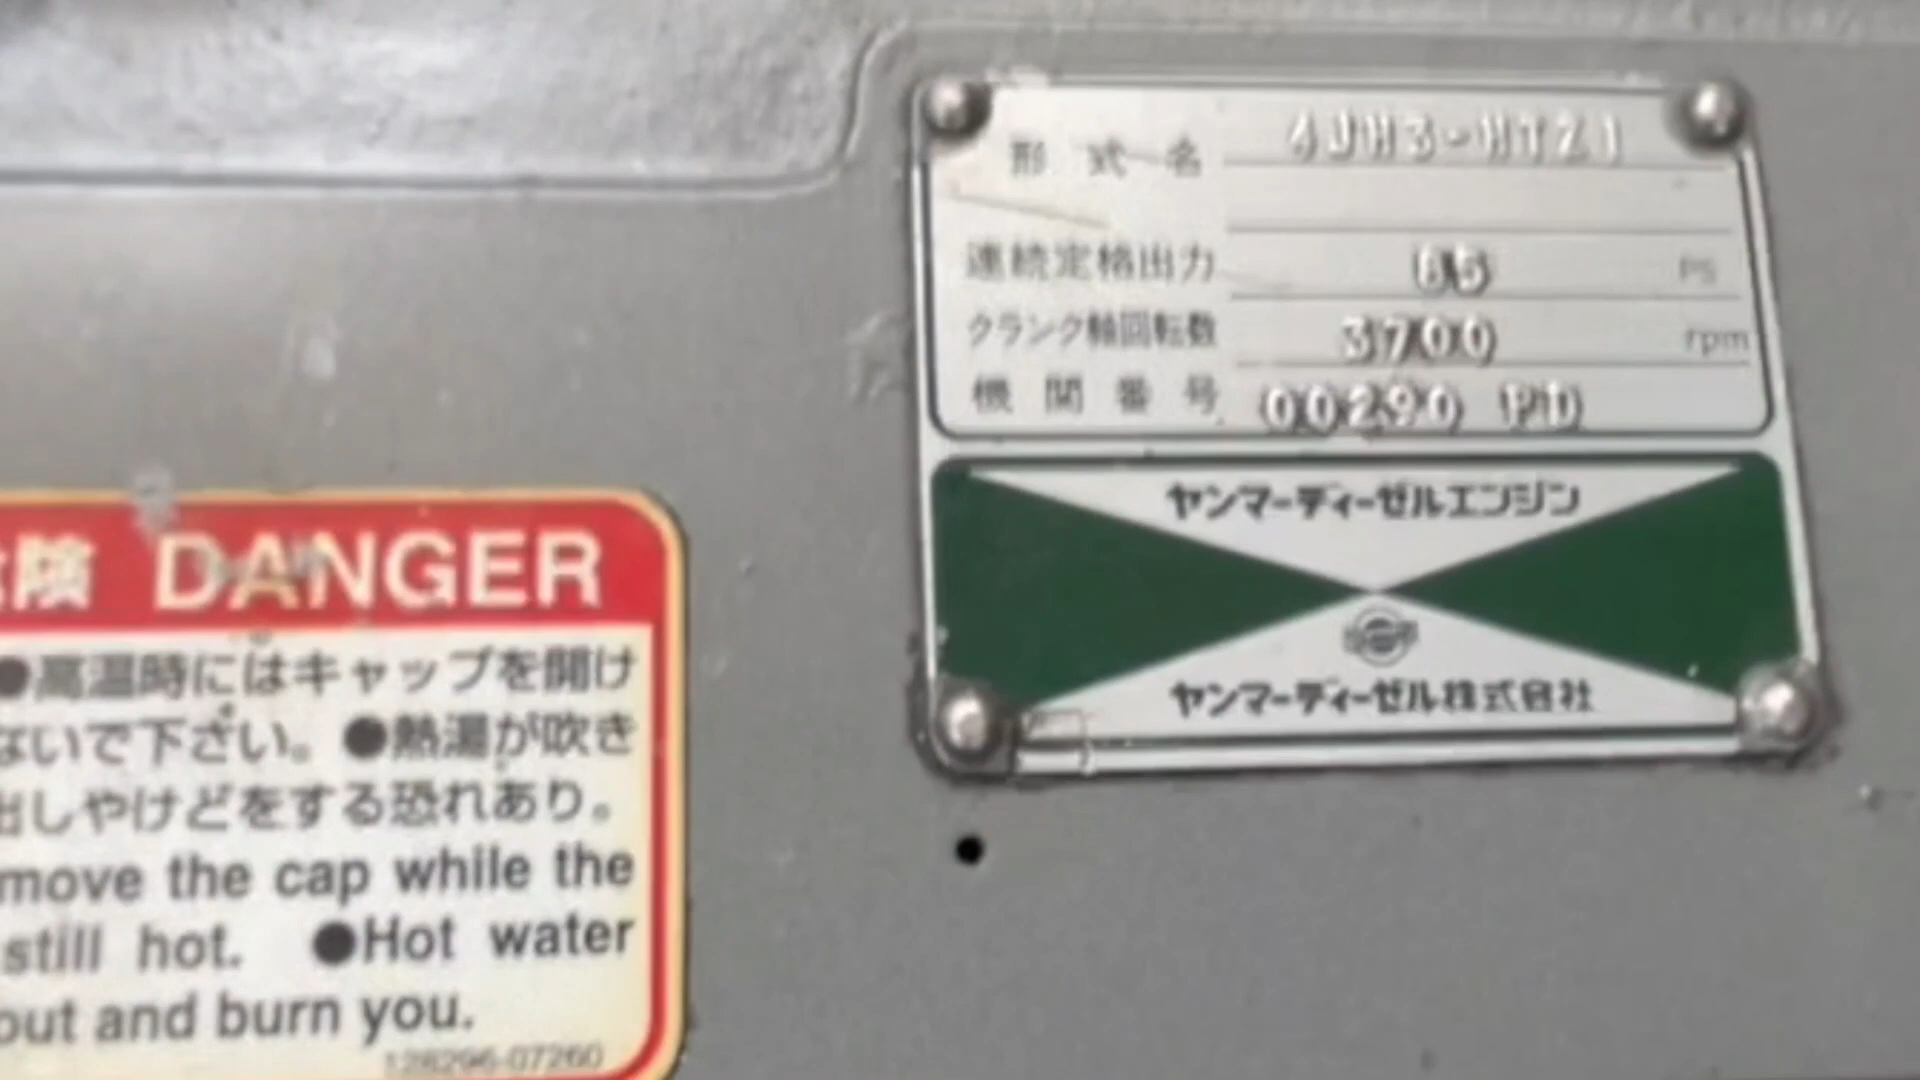 形式名 4JH3-HTZ1
連続定格出力 65 PS
クランク軸回転数 3700 rpm
機関番号 00290 PD
ヤンマーディーゼルエンジン
ヤンマーディーゼル株式会社
険 DANGER
●高温時にはキャップを開け
ないで下さい。●熱湯が吹き
出しやけどをする恐れあり。
move the cap while the
still hot. ●Hot water
out and burn you.
128296-07260